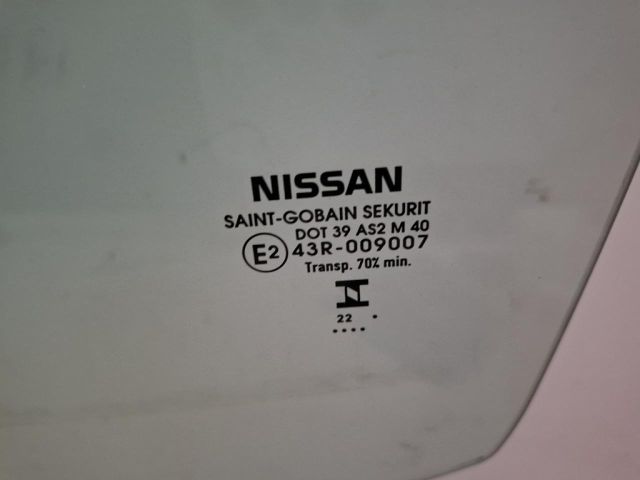 NISSAN
SAINT-GOBAIN SEKURIT
DOT 39 AS2 M 40
E2 43R-009007
Transp. 70% min.
22 .
....